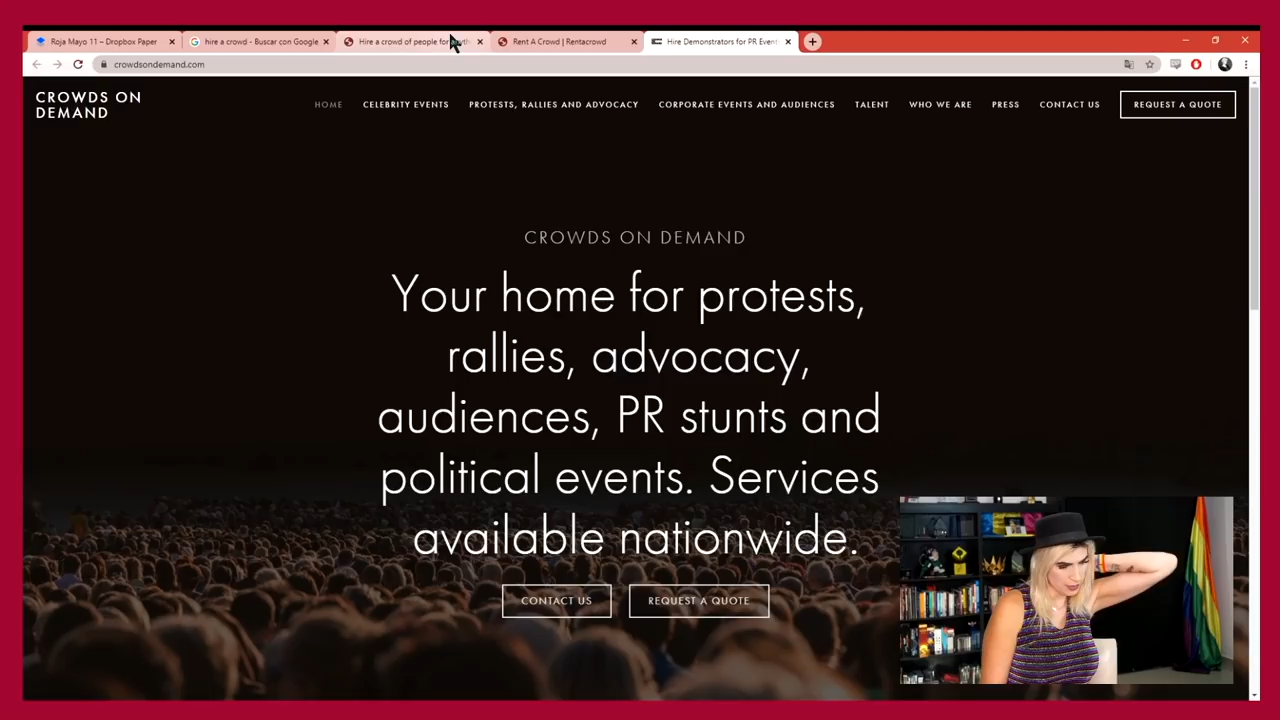 Roja Mayo 11 – Dropbox Paper
hire a crowd - Buscar con Google
Hire a crowd of people for
Rent A Crowd | Rentacrowd
Hire Demonstrators for PR Event
crowdsondemand.com
CROWDS ON
DEMAND
HOME
CELEBRITY EVENTS
PROTESTS, RALLIES AND ADVOCACY
CORPORATE EVENTS AND AUDIENCES
TALENT
WHO WE ARE
PRESS
CONTACT US
REQUEST A QUOTE
CROWDS ON DEMAND
Your home for protests,
rallies, advocacy,
audiences, PR stunts and
political events. Services
available nationwide.
CONTACT US
REQUEST A QUOTE